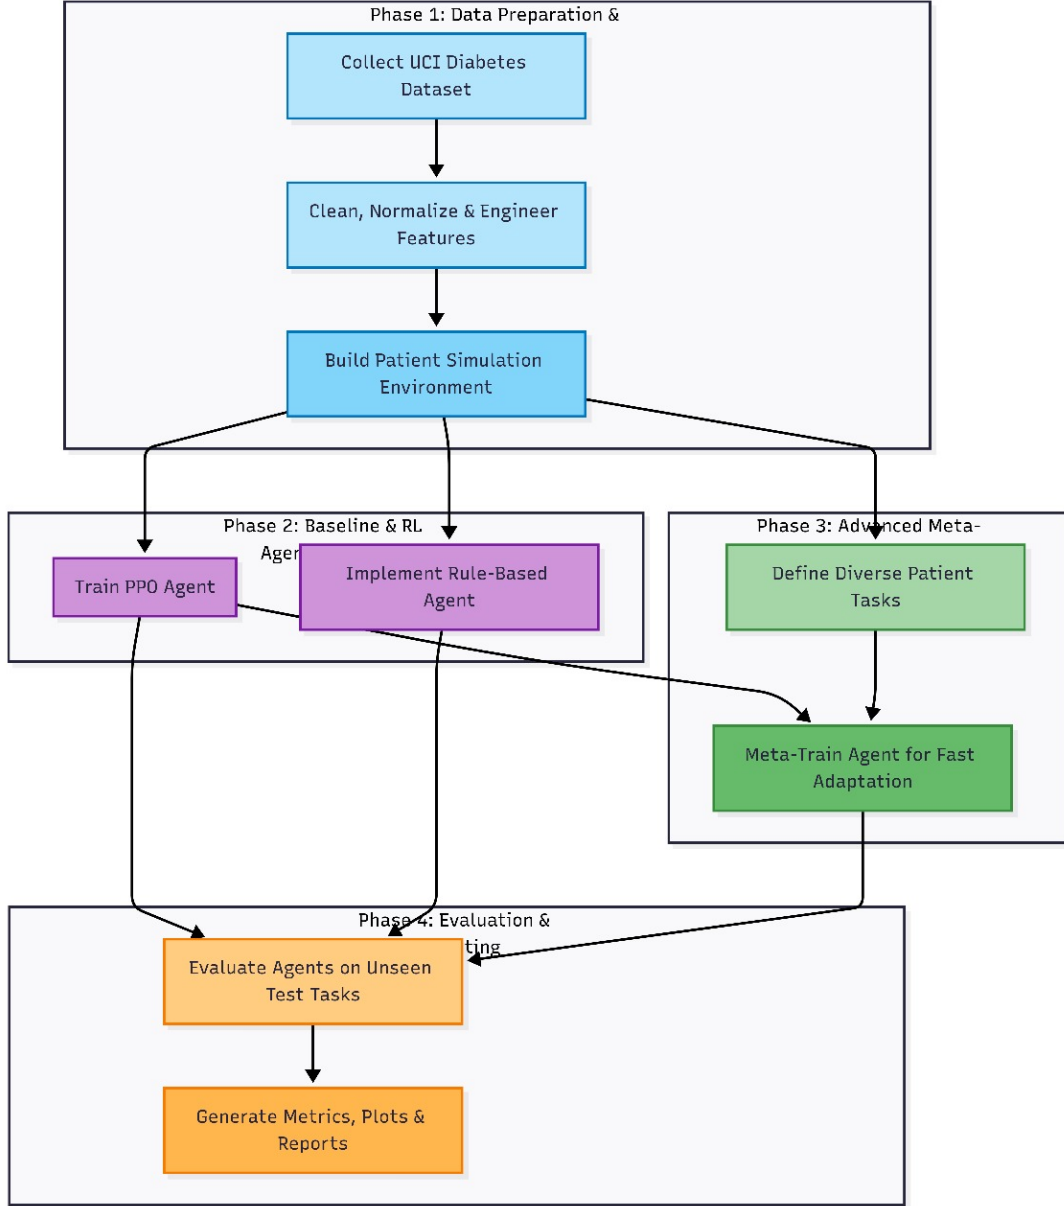 Phase 1: Data Preparation &
Collect UCI Diabetes
Dataset
Clean, Normalize & Engineer
Features
Build Patient Simulation
Environment
Phase 2: Baseline & RL
Train PPO Agent
Implement Rule-Based
Agent
Phase 3: Advanced Meta-
Define Diverse Patient
Tasks
Meta-Train Agent for Fast
Adaptation
Phase 4: Evaluation &
Evaluate Agents on Unseen
Test Tasks
Generate Metrics, Plots &
Reports